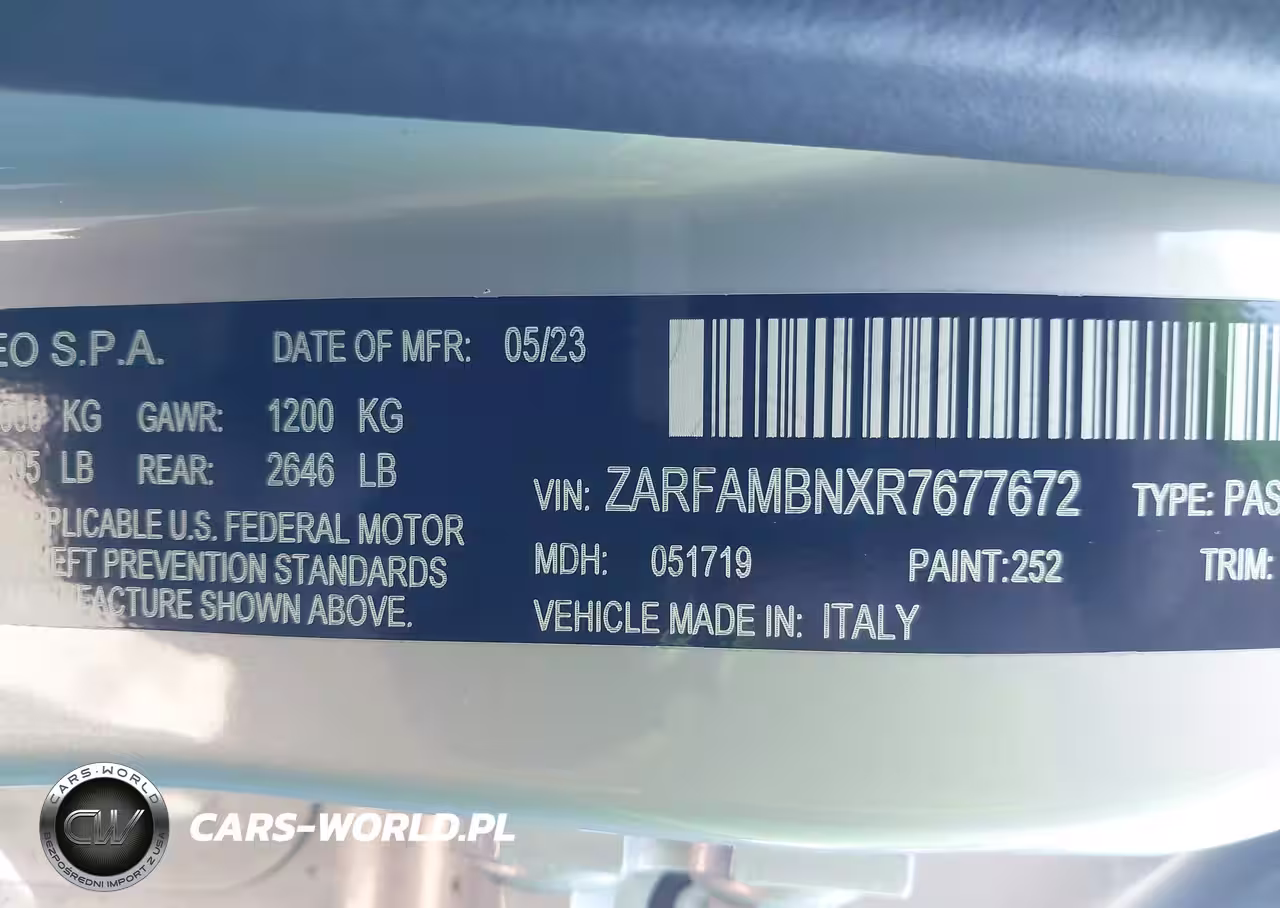 EO S.P.A. DATE OF MFR: 05/23
KG GAWR: 1200 KG
LB REAR: 2646 LB
PLICABLE U.S. FEDERAL MOTOR
EFT PREVENTION STANDARDS
FACTURE SHOWN ABOVE.
VIN: ZARFAMBNXR7677672 TYPE: PAS
MDH: 051719 PAINT:252 TRIM:
VEHICLE MADE IN: ITALY
CARS-WORLD
CW
BEZPOŚREDNI IMPORT Z USA
CARS-WORLD.PL